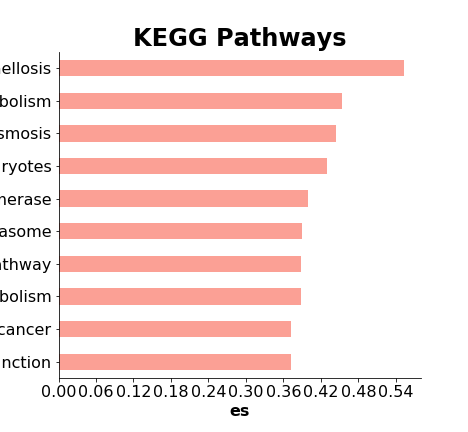 KEGG Pathways
ellosis
bolism
smosis
ryotes
nerase
asome
athway
bolism
cancer
nction
0.00 0.06 0.12 0.18 0.24 0.30 0.36 0.42 0.48 0.54
es